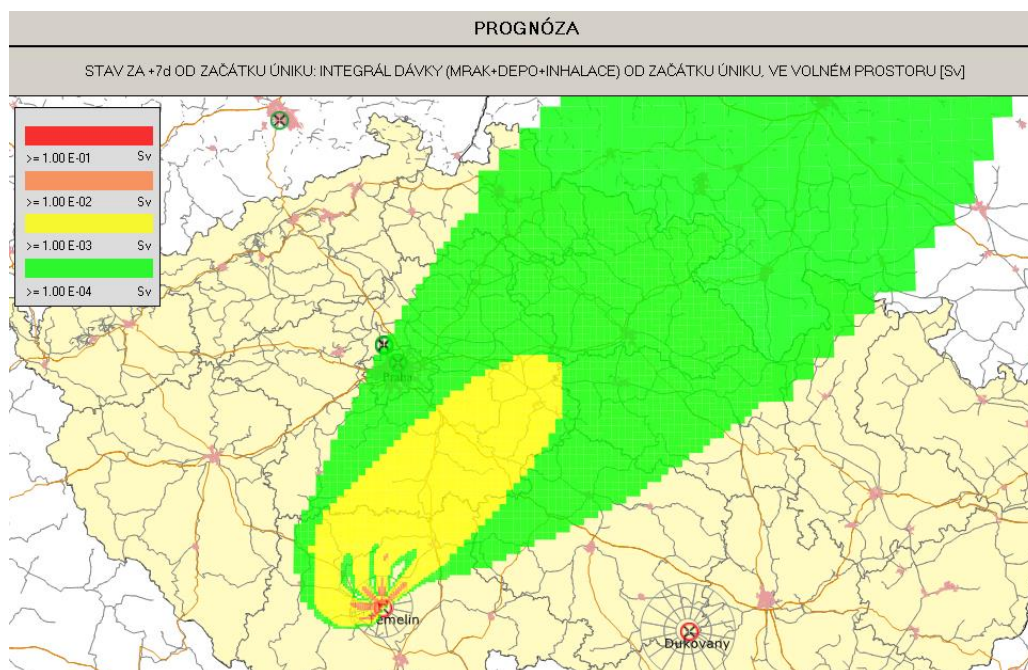 PROGNÓZA
STAV ZA +7d OD ZAČÁTKU ÚNIKU: INTEGRÁL DÁVKY (MRAK+DEPO+INHALACE) OD ZAČÁTKU ÚNIKU, VE VOLNÉM PROSTORU [Sv]
>= 1.00 E-01 Sv
>= 1.00 E-02 Sv
>= 1.00 E-03 Sv
>= 1.00 E-04 Sv
Praha
Temelín
Dukovany